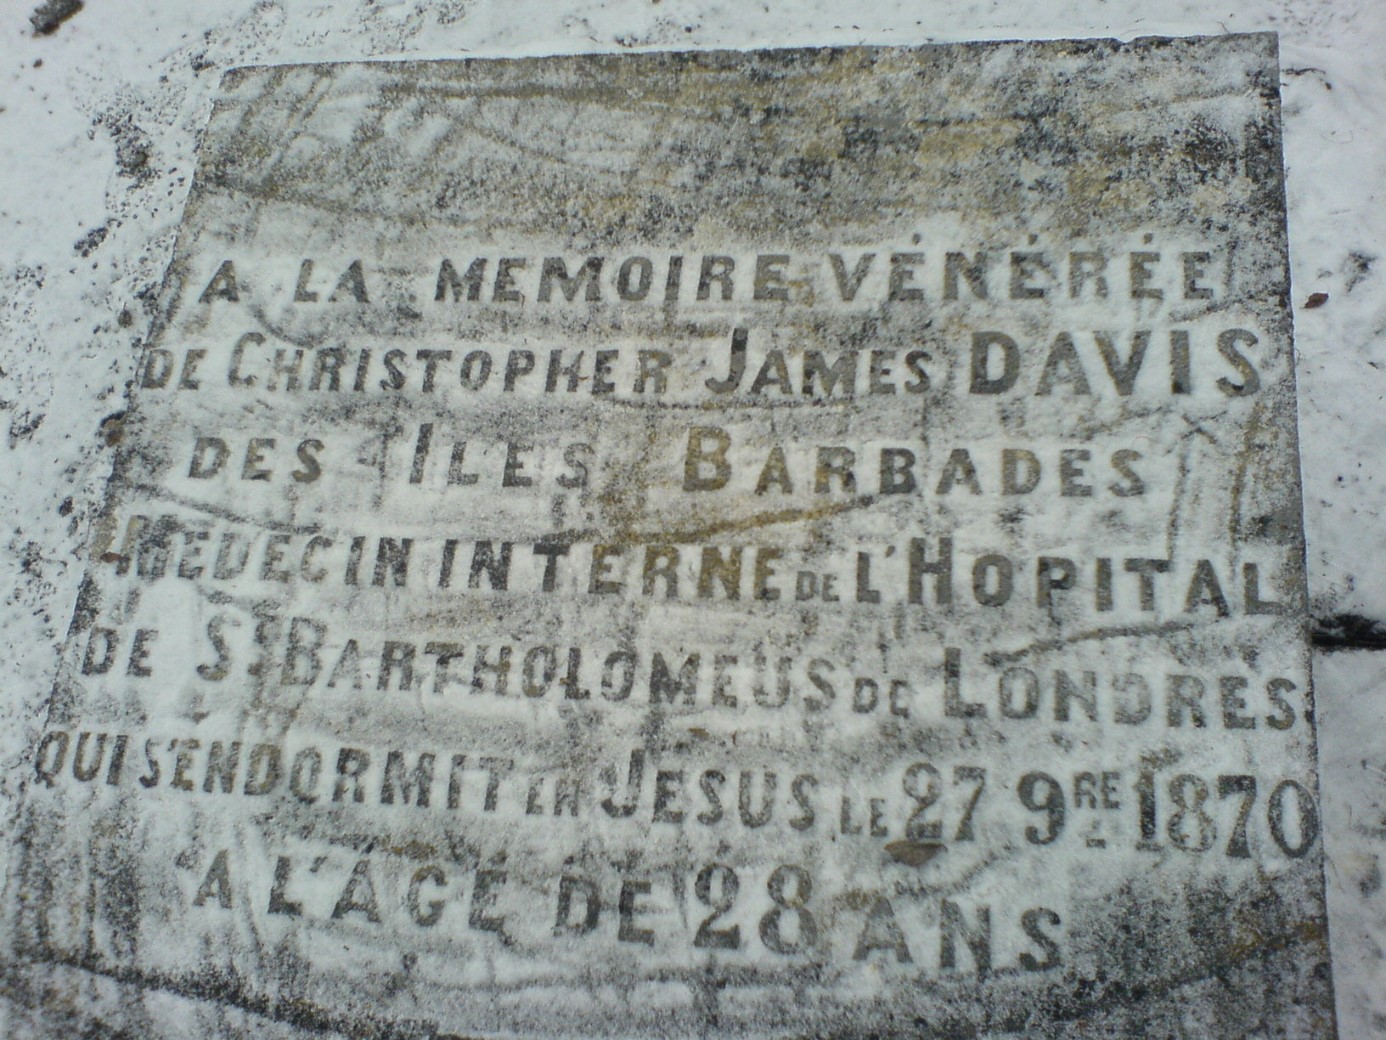 A LA MEMOIRE VÉNÉRÉE
DE CHRISTOPHER JAMES DAVIS
DES ILES BARBADES
MEDECIN INTERNE DE L'HOPITAL
DE ST BARTHOLOMEUS DE LONDRES
QUI S'ENDORMIT EN JESUS LE 27 9RE 1870
A L'ÂGE DE 28 ANS